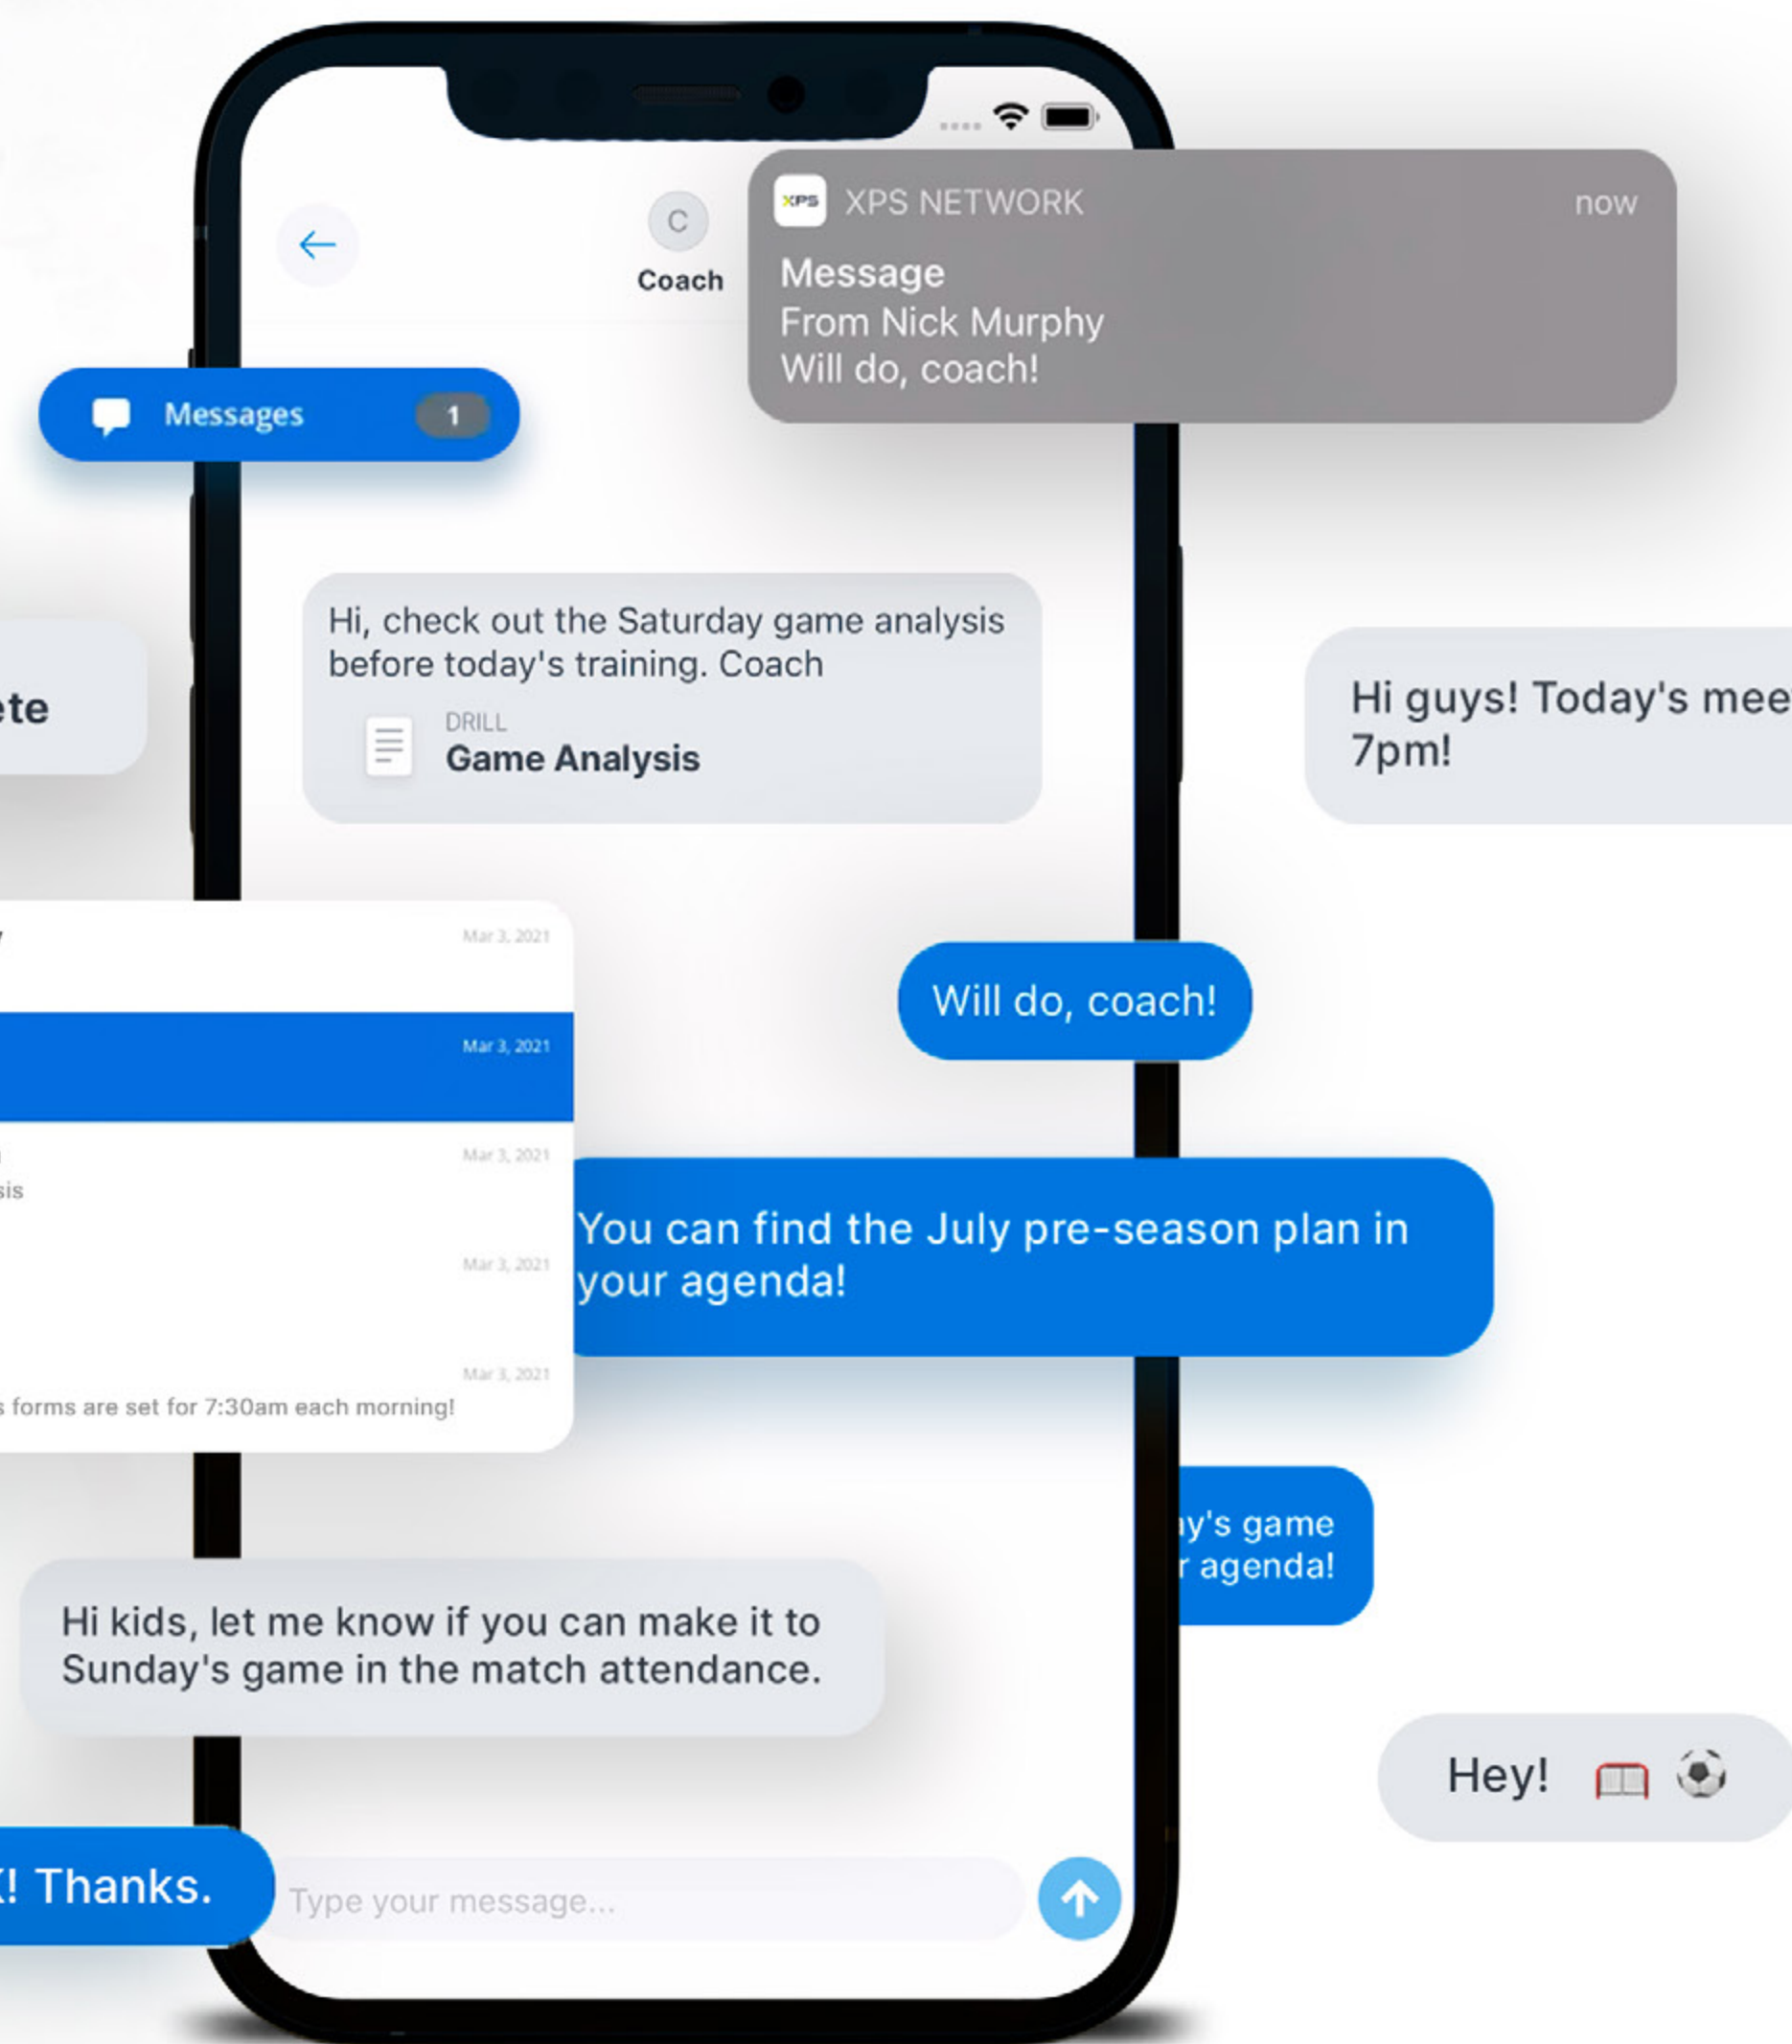 XPS XPS NETWORK now
C
Coach
Message
From Nick Murphy
Will do, coach!
Messages 1
Hi, check out the Saturday game analysis
before today's training. Coach
DRILL
Game Analysis
Hi guys! Today's
7pm!
Mar 3, 2021
Will do, coach!
Mar 3, 2021
Mar 3, 2021
Mar 3, 2021
You can find the July pre-season plan in
your agenda!
Mar 3, 2021
forms are set for 7:30am each morning!
game
agenda!
Hi kids, let me know if you can make it to
Sunday's game in the match attendance.
Hey!
Thanks.
Type your message...